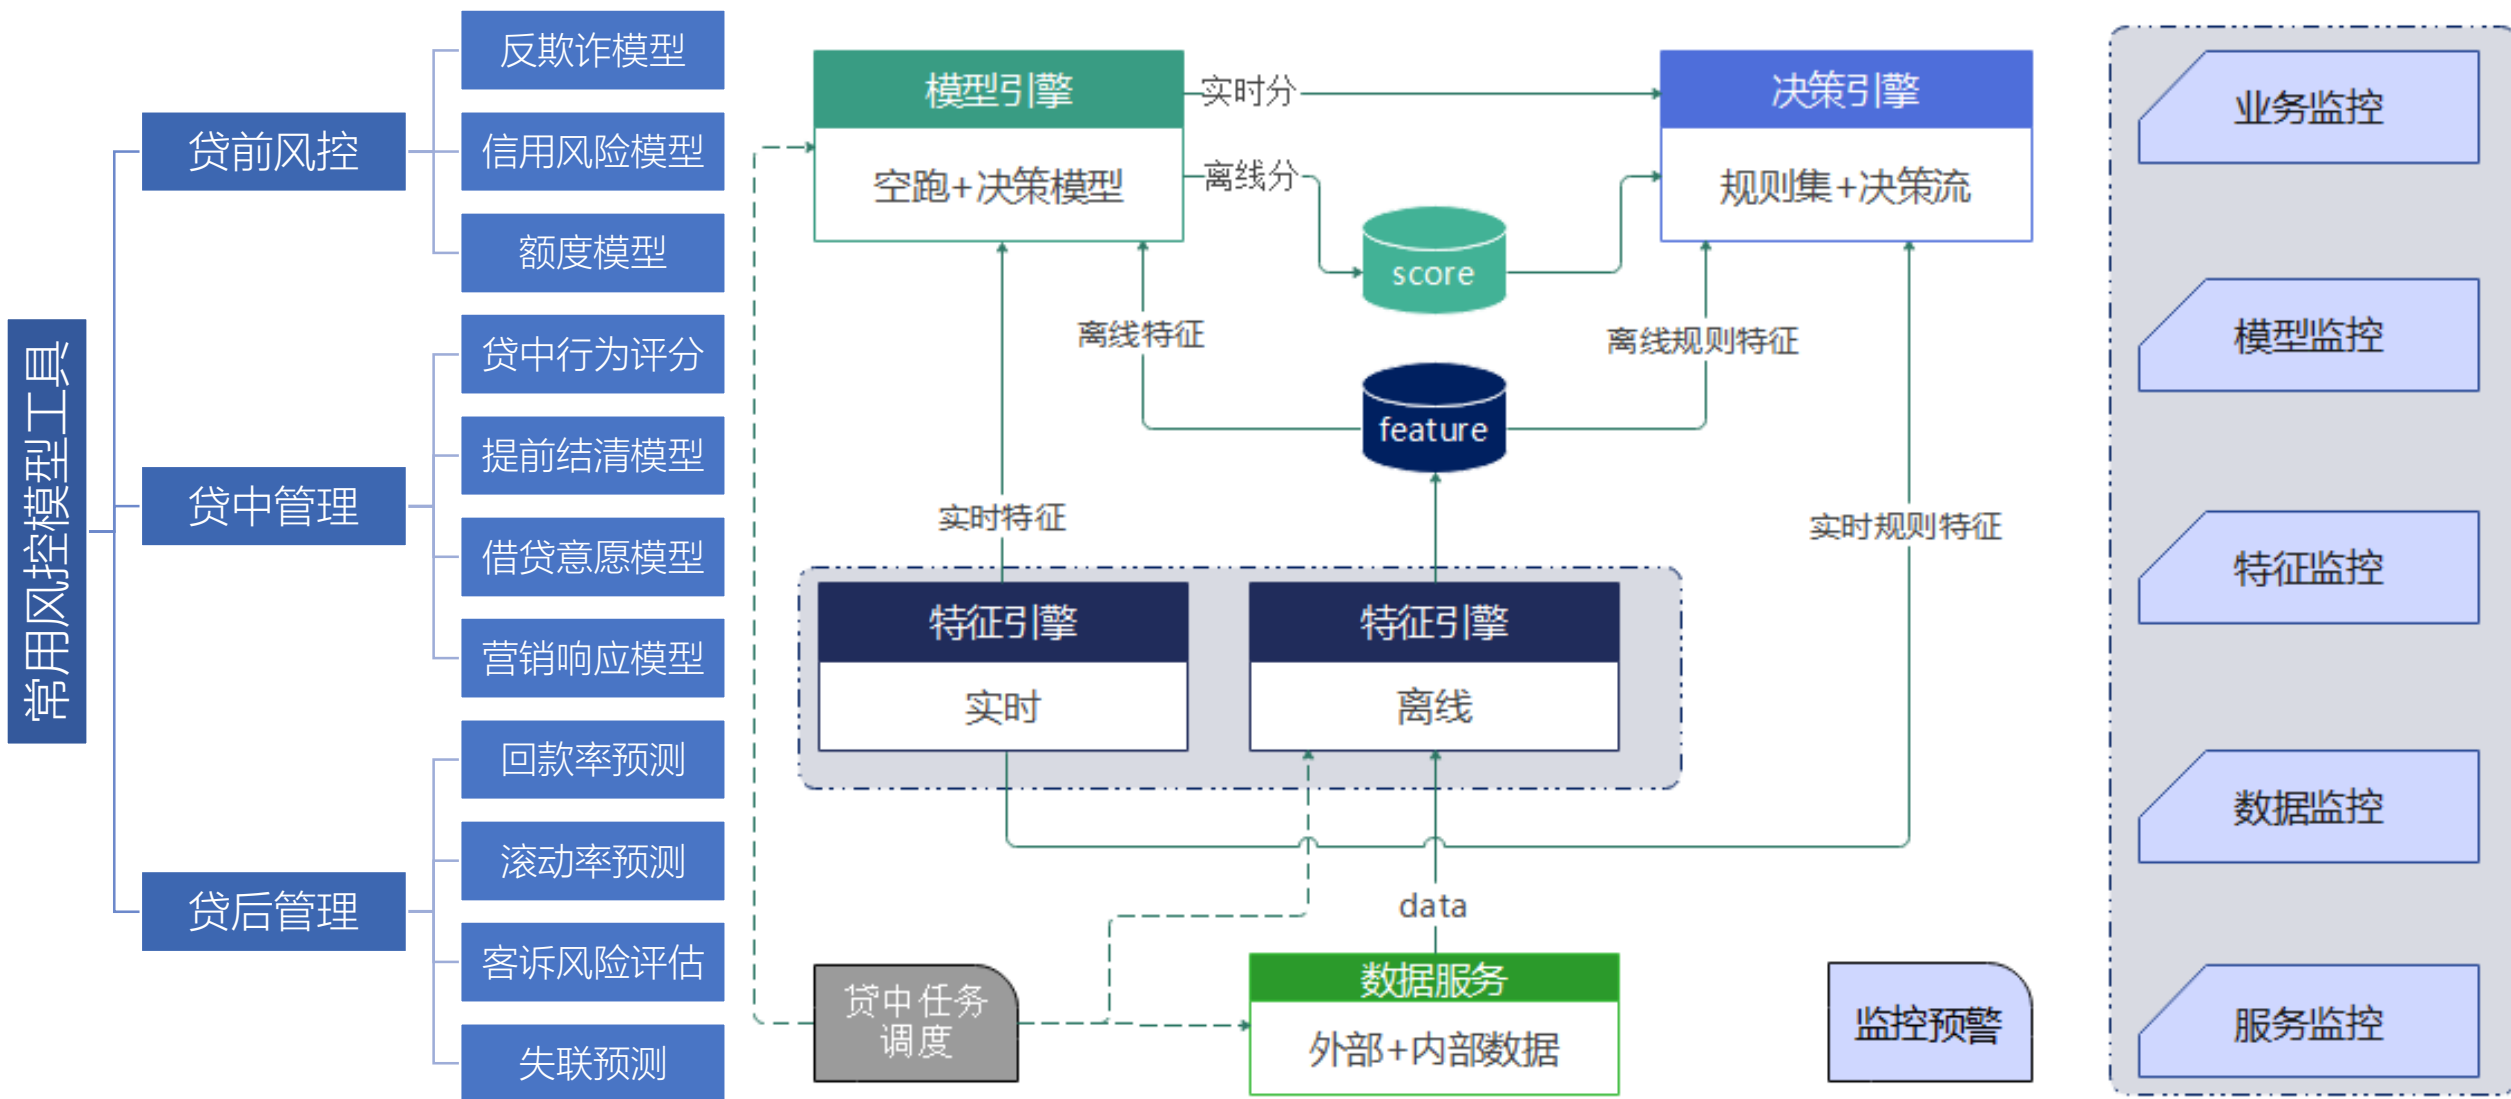 常用风控模型工具
贷前风控
反欺诈模型
信用风险模型
额度模型
贷中管理
贷中行为评分
提前结清模型
借贷意愿模型
营销响应模型
贷后管理
回款率预测
滚动率预测
客诉风险评估
失联预测
模型引擎
空跑+决策模型
实时分
离线分
决策引擎
规则集+决策流
score
离线特征
离线规则特征
feature
实时特征
实时规则特征
特征引擎
实时
特征引擎
离线
data
贷中任务
调度
数据服务
外部+内部数据
监控预警
业务监控
模型监控
特征监控
数据监控
服务监控